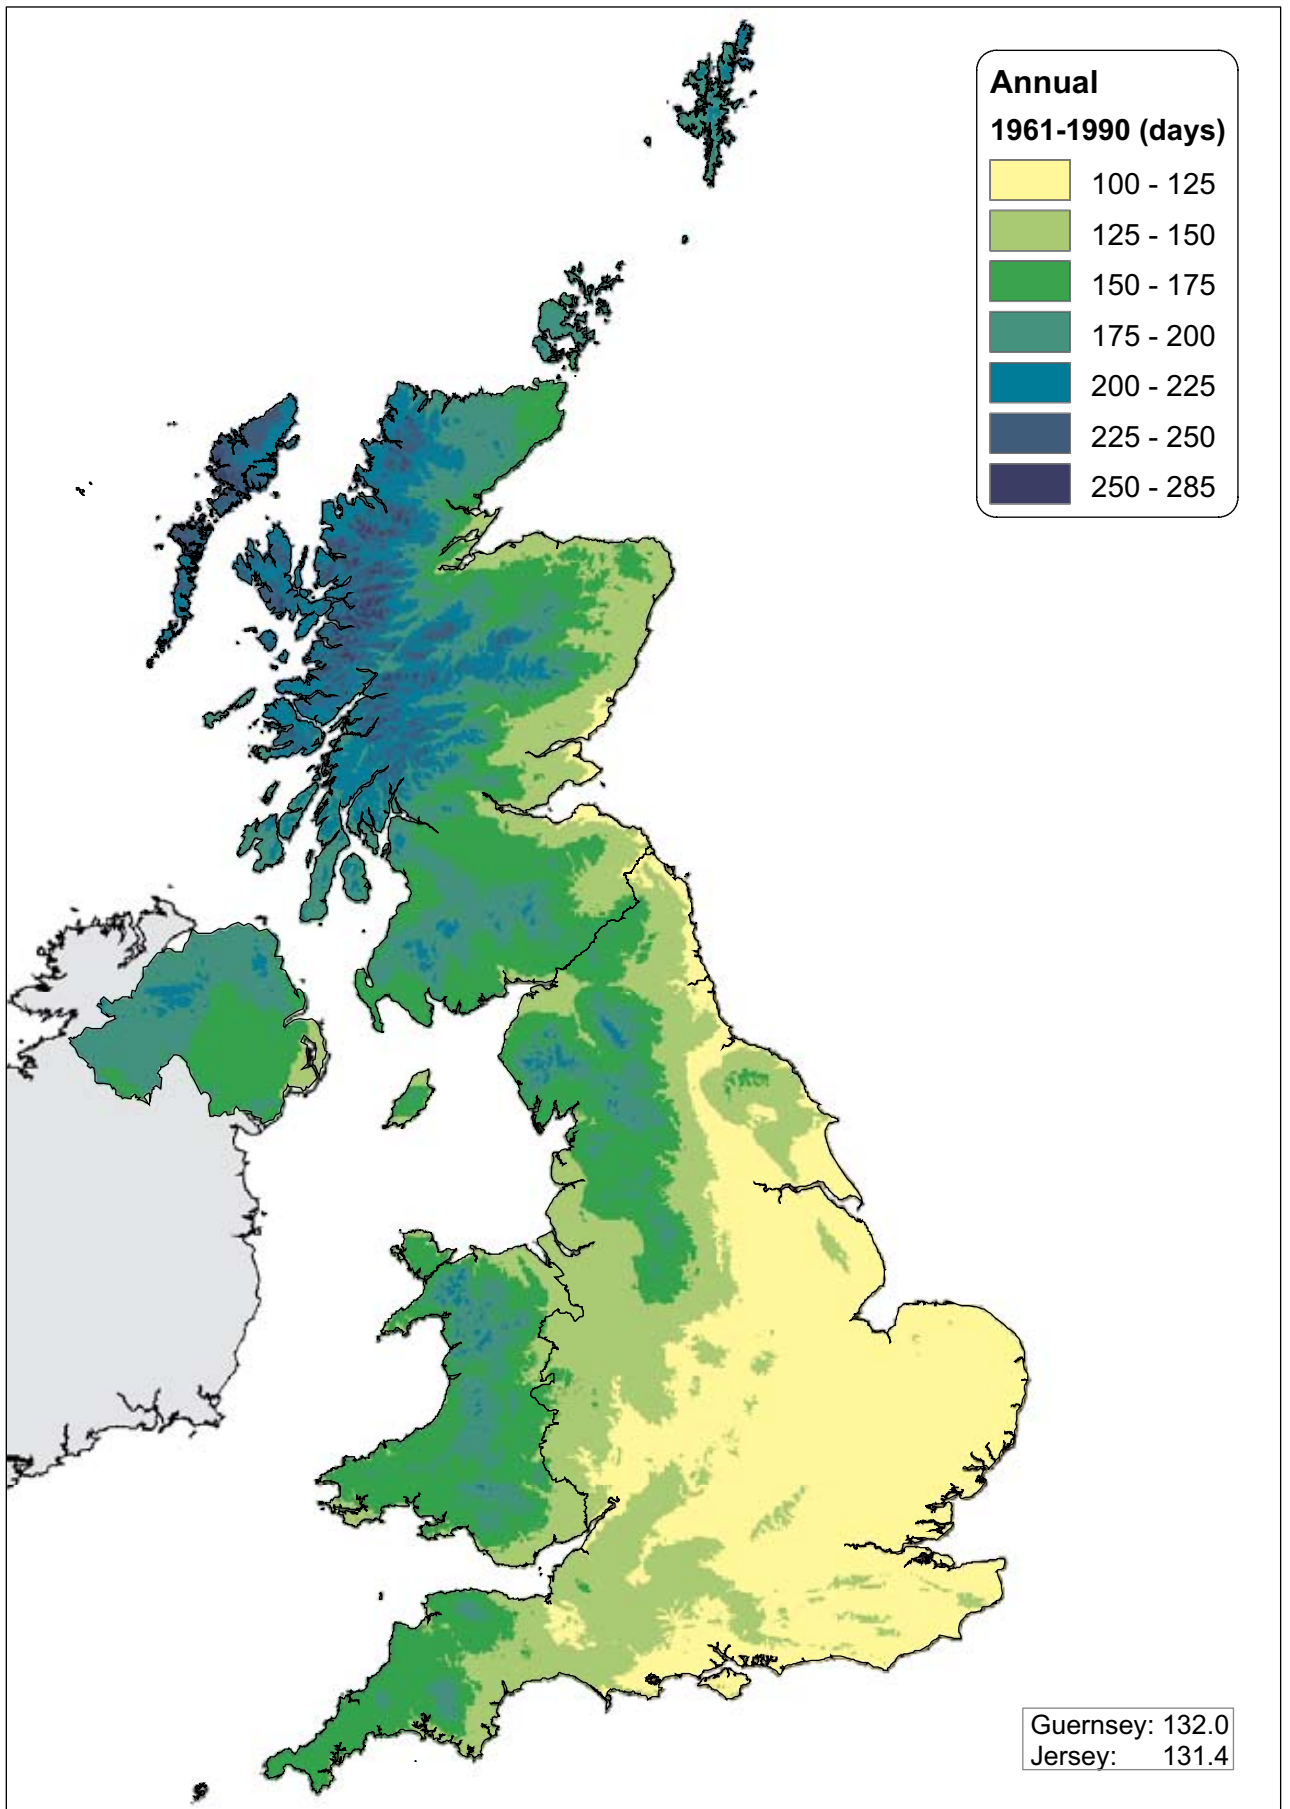 Annual
1961-1990 (days)
100 - 125
125 - 150
150 - 175
175 - 200
200 - 225
225 - 250
250 - 285
Guernsey: 132.0
Jersey: 131.4